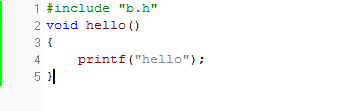 1 #include "b.h"
2 void hello()
3 {
4     printf("hello");
5 }